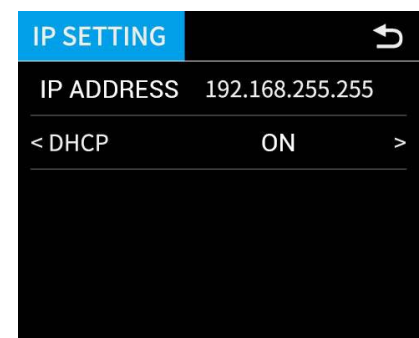 IP SETTING
IP ADDRESS 192.168.255.255
< DHCP ON >